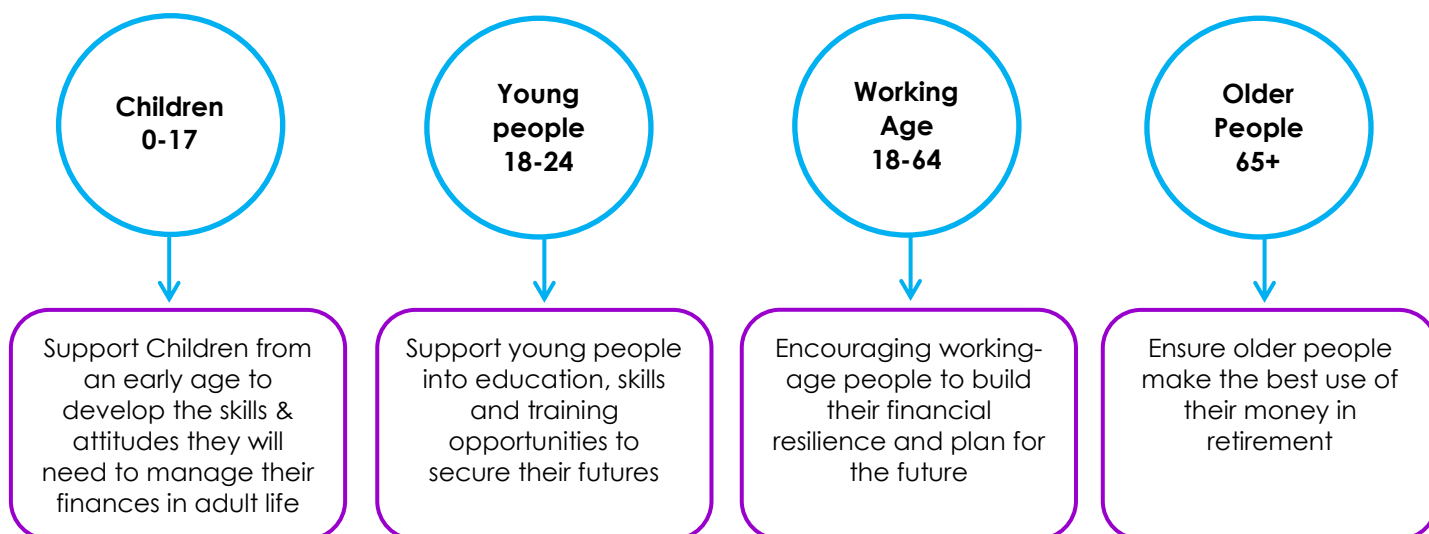 Children
0-17
Young
people
18-24
Working
Age
18-64
Older
People
65+
Support Children from
an early age to
develop the skills &
attitudes they will
need to manage their
finances in adult life
Support young people
into education, skills
and training
opportunities to
secure their futures
Encouraging working-
age people to build
their financial
resilience and plan for
the future
Ensure older people
make the best use of
their money in
retirement